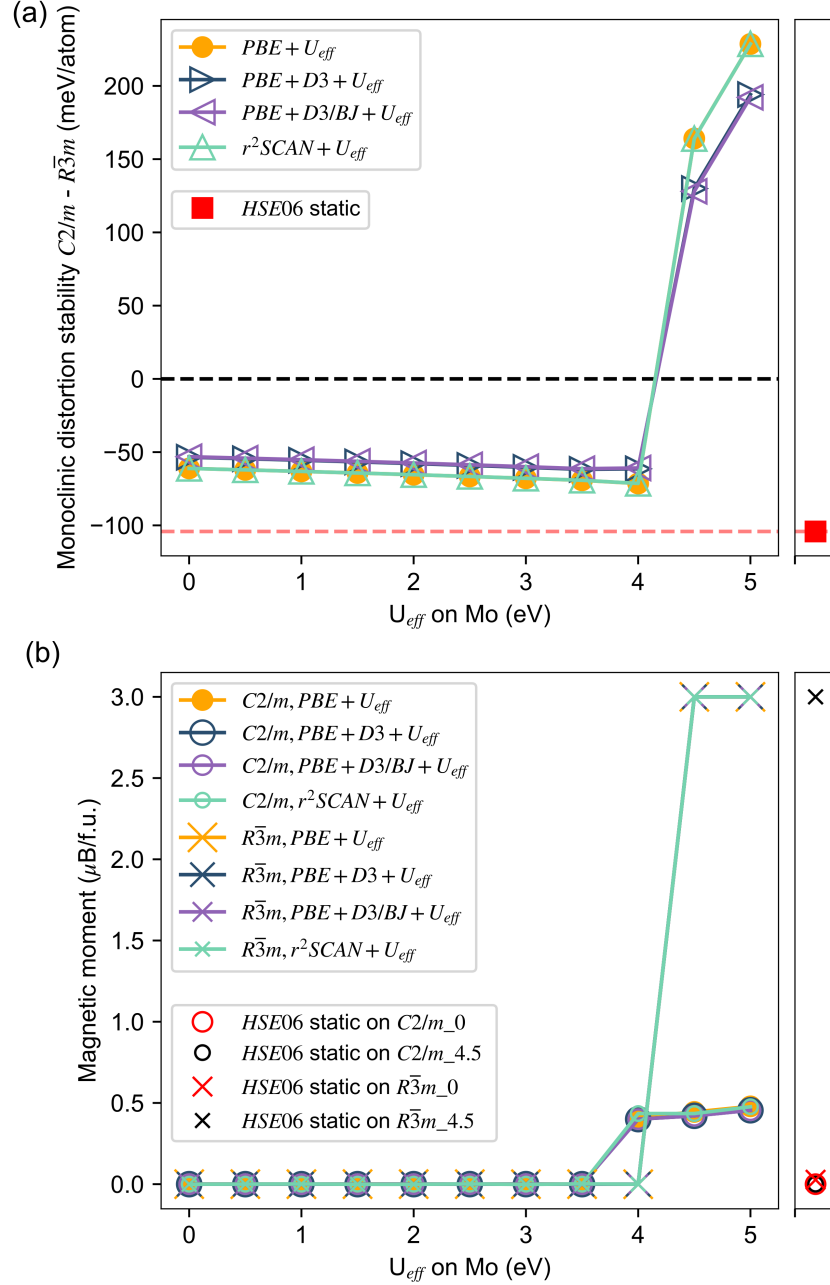 (a)
Monoclinic distortion stability C2/m - R3̅m (meV/atom)
200
150
100
50
0
−50
−100
PBE + U_eff
PBE + D3 + U_eff
PBE + D3/BJ + U_eff
r²SCAN + U_eff
HSE06 static
0 1 2 3 4 5
U_eff on Mo (eV)
(b)
Magnetic moment (μB/f.u.)
3.0
2.5
2.0
1.5
1.0
0.5
0.0
C2/m, PBE + U_eff
C2/m, PBE + D3 + U_eff
C2/m, PBE + D3/BJ + U_eff
C2/m, r²SCAN + U_eff
R3̅m, PBE + U_eff
R3̅m, PBE + D3 + U_eff
R3̅m, PBE + D3/BJ + U_eff
R3̅m, r²SCAN + U_eff
HSE06 static on C2/m_0
HSE06 static on C2/m_4.5
HSE06 static on R3̅m_0
HSE06 static on R3̅m_4.5
0 1 2 3 4 5
U_eff on Mo (eV)